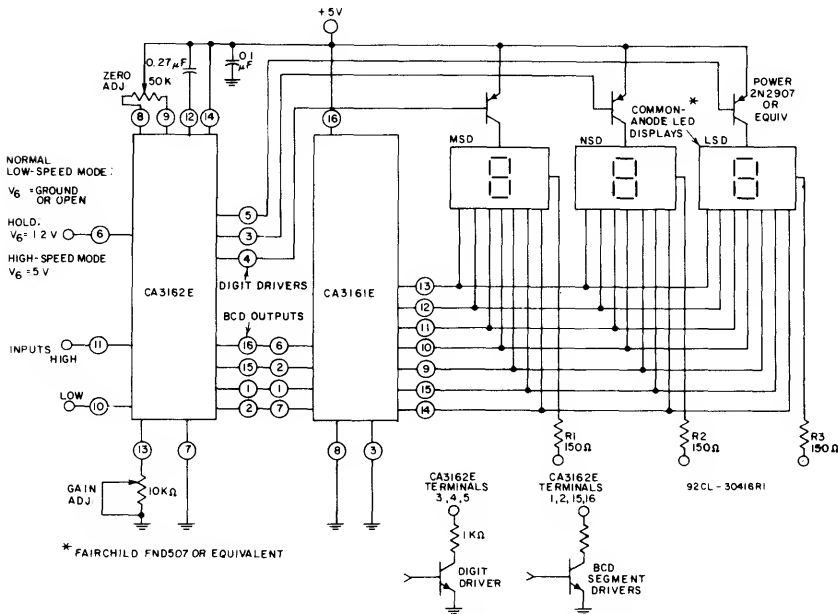 +5V
0.27µF
0.1
µF
ZERO
ADJ
50K
8
9
12
14
16
POWER
2N2907
OR
EQUIV
*
COMMON-
ANODE LED
DISPLAYS
MSD
NSD
LSD
NORMAL
LOW-SPEED MODE:
V6 = GROUND
OR OPEN
HOLD:
V6 = 1.2 V
6
HIGH-SPEED MODE
V6 = 5 V
CA3162E
5
3
4
DIGIT DRIVERS
CA3161E
BCD OUTPUTS
INPUTS
HIGH
11
LOW
10
16
6
15
2
1
1
2
7
13
12
11
10
9
15
14
13
7
8
3
GAIN
ADJ
10KΩ
R1
150Ω
R2
150Ω
R3
150Ω
CA3162E
TERMINALS
3, 4, 5
1KΩ
DIGIT
DRIVER
CA3162E
TERMINALS
1, 2, 15, 16
BCD
SEGMENT
DRIVERS
92CL-30416R1
* FAIRCHILD FND507 OR EQUIVALENT